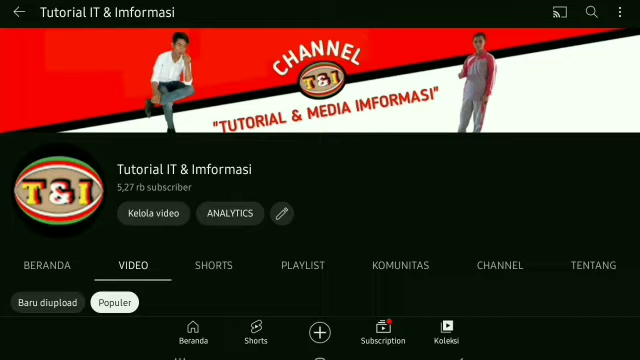 Tutorial IT & Imformasi
CHANNEL
T&I
"TUTORIAL & MEDIA IMFORMASI"
T&I
Tutorial IT & Imformasi
5,27 rb subscriber
Kelola video
ANALYTICS
BERANDA VIDEO SHORTS PLAYLIST KOMUNITAS CHANNEL TENTANG
Baru diupload Populer
Beranda Shorts Subscription Koleksi